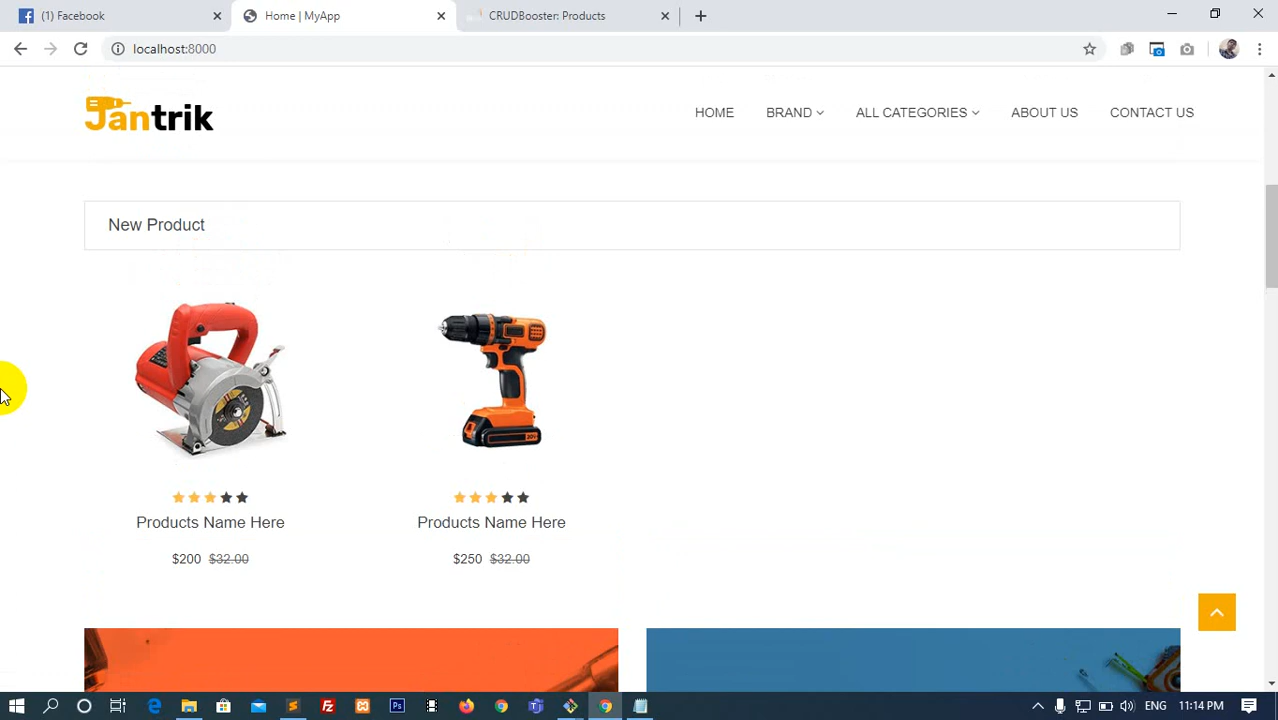 (1) Facebook
Home | MyApp
CRUDBooster: Products
localhost:8000
Jantrik
HOME
BRAND
ALL CATEGORIES
ABOUT US
CONTACT US
New Product
Products Name Here
$200 $32.00
Products Name Here
$250 $32.00
ENG
11:14 PM